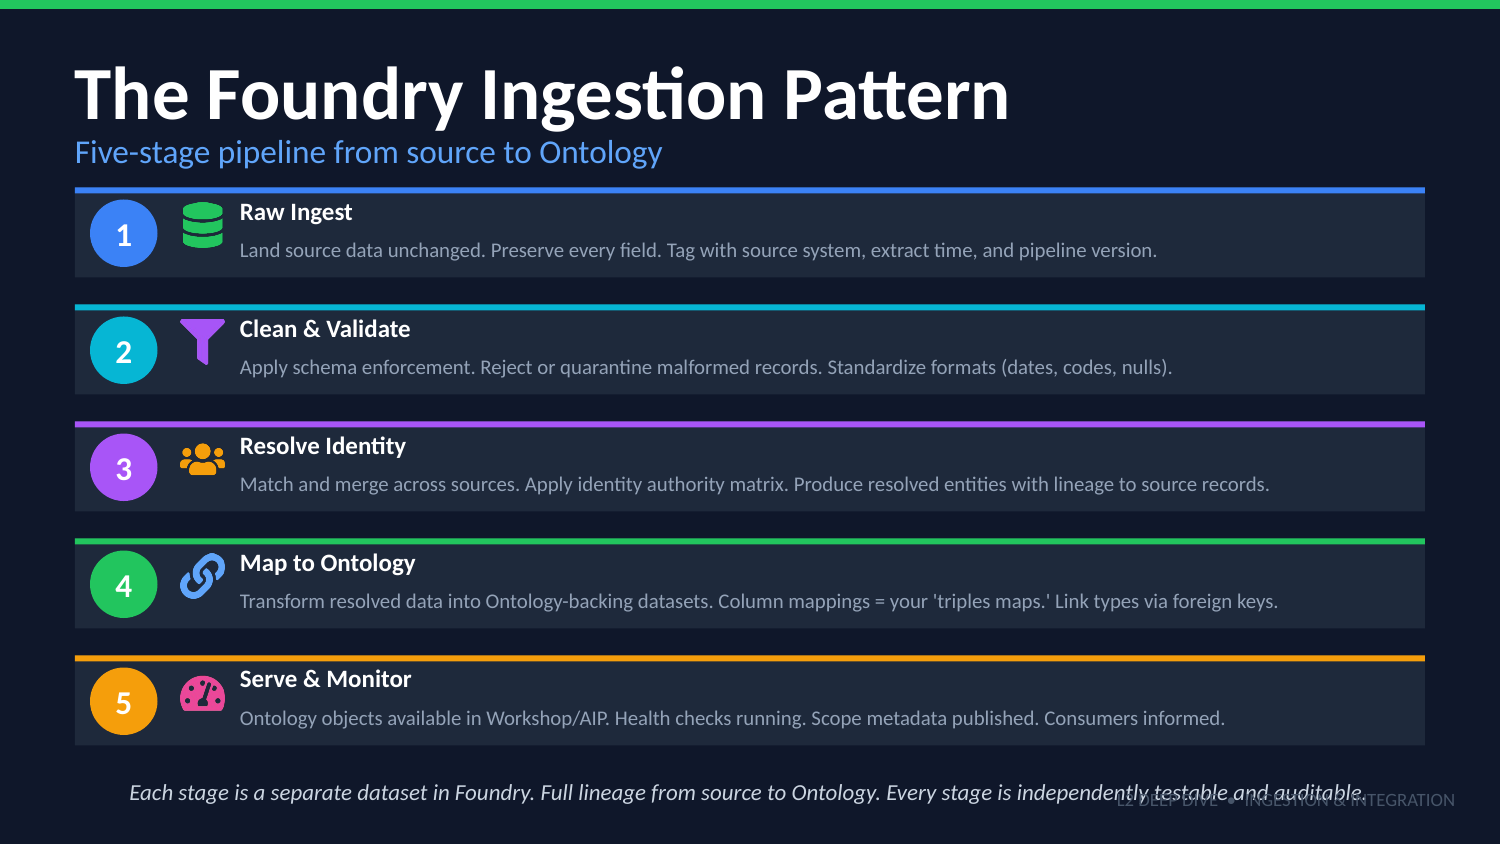 The Foundry Ingestion Pattern
Five-stage pipeline from source to Ontology
1
Raw Ingest
Land source data unchanged. Preserve every field. Tag with source system, extract time, and pipeline version.
2
Clean & Validate
Apply schema enforcement. Reject or quarantine malformed records. Standardize formats (dates, codes, nulls).
3
Resolve Identity
Match and merge across sources. Apply identity authority matrix. Produce resolved entities with lineage to source records.
4
Map to Ontology
Transform resolved data into Ontology-backing datasets. Column mappings = your 'triples maps.' Link types via foreign keys.
5
Serve & Monitor
Ontology objects available in Workshop/AIP. Health checks running. Scope metadata published. Consumers informed.
Each stage is a separate dataset in Foundry. Full lineage from source to Ontology. Every stage is independently testable and auditable.
L2 DEEP DIVE • INGESTION & INTEGRATION